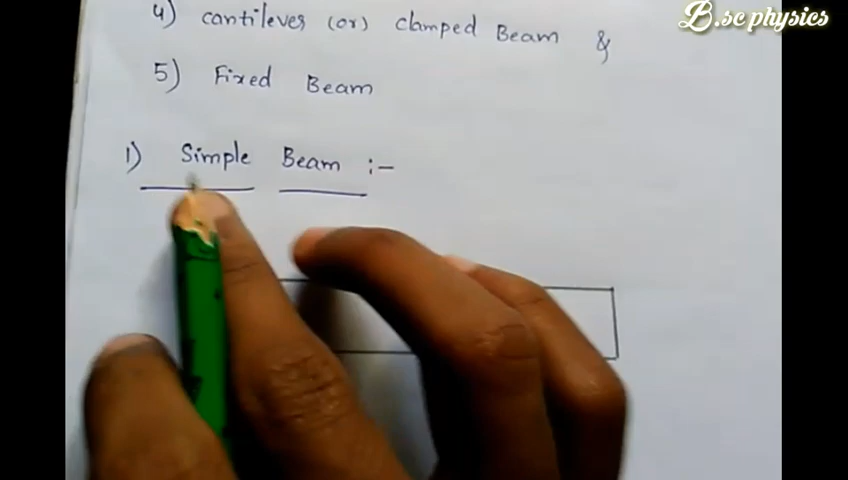 B.sc physics
4) cantilever (or) clamped Beam &
5) Fixed Beam
1) Simple Beam :-